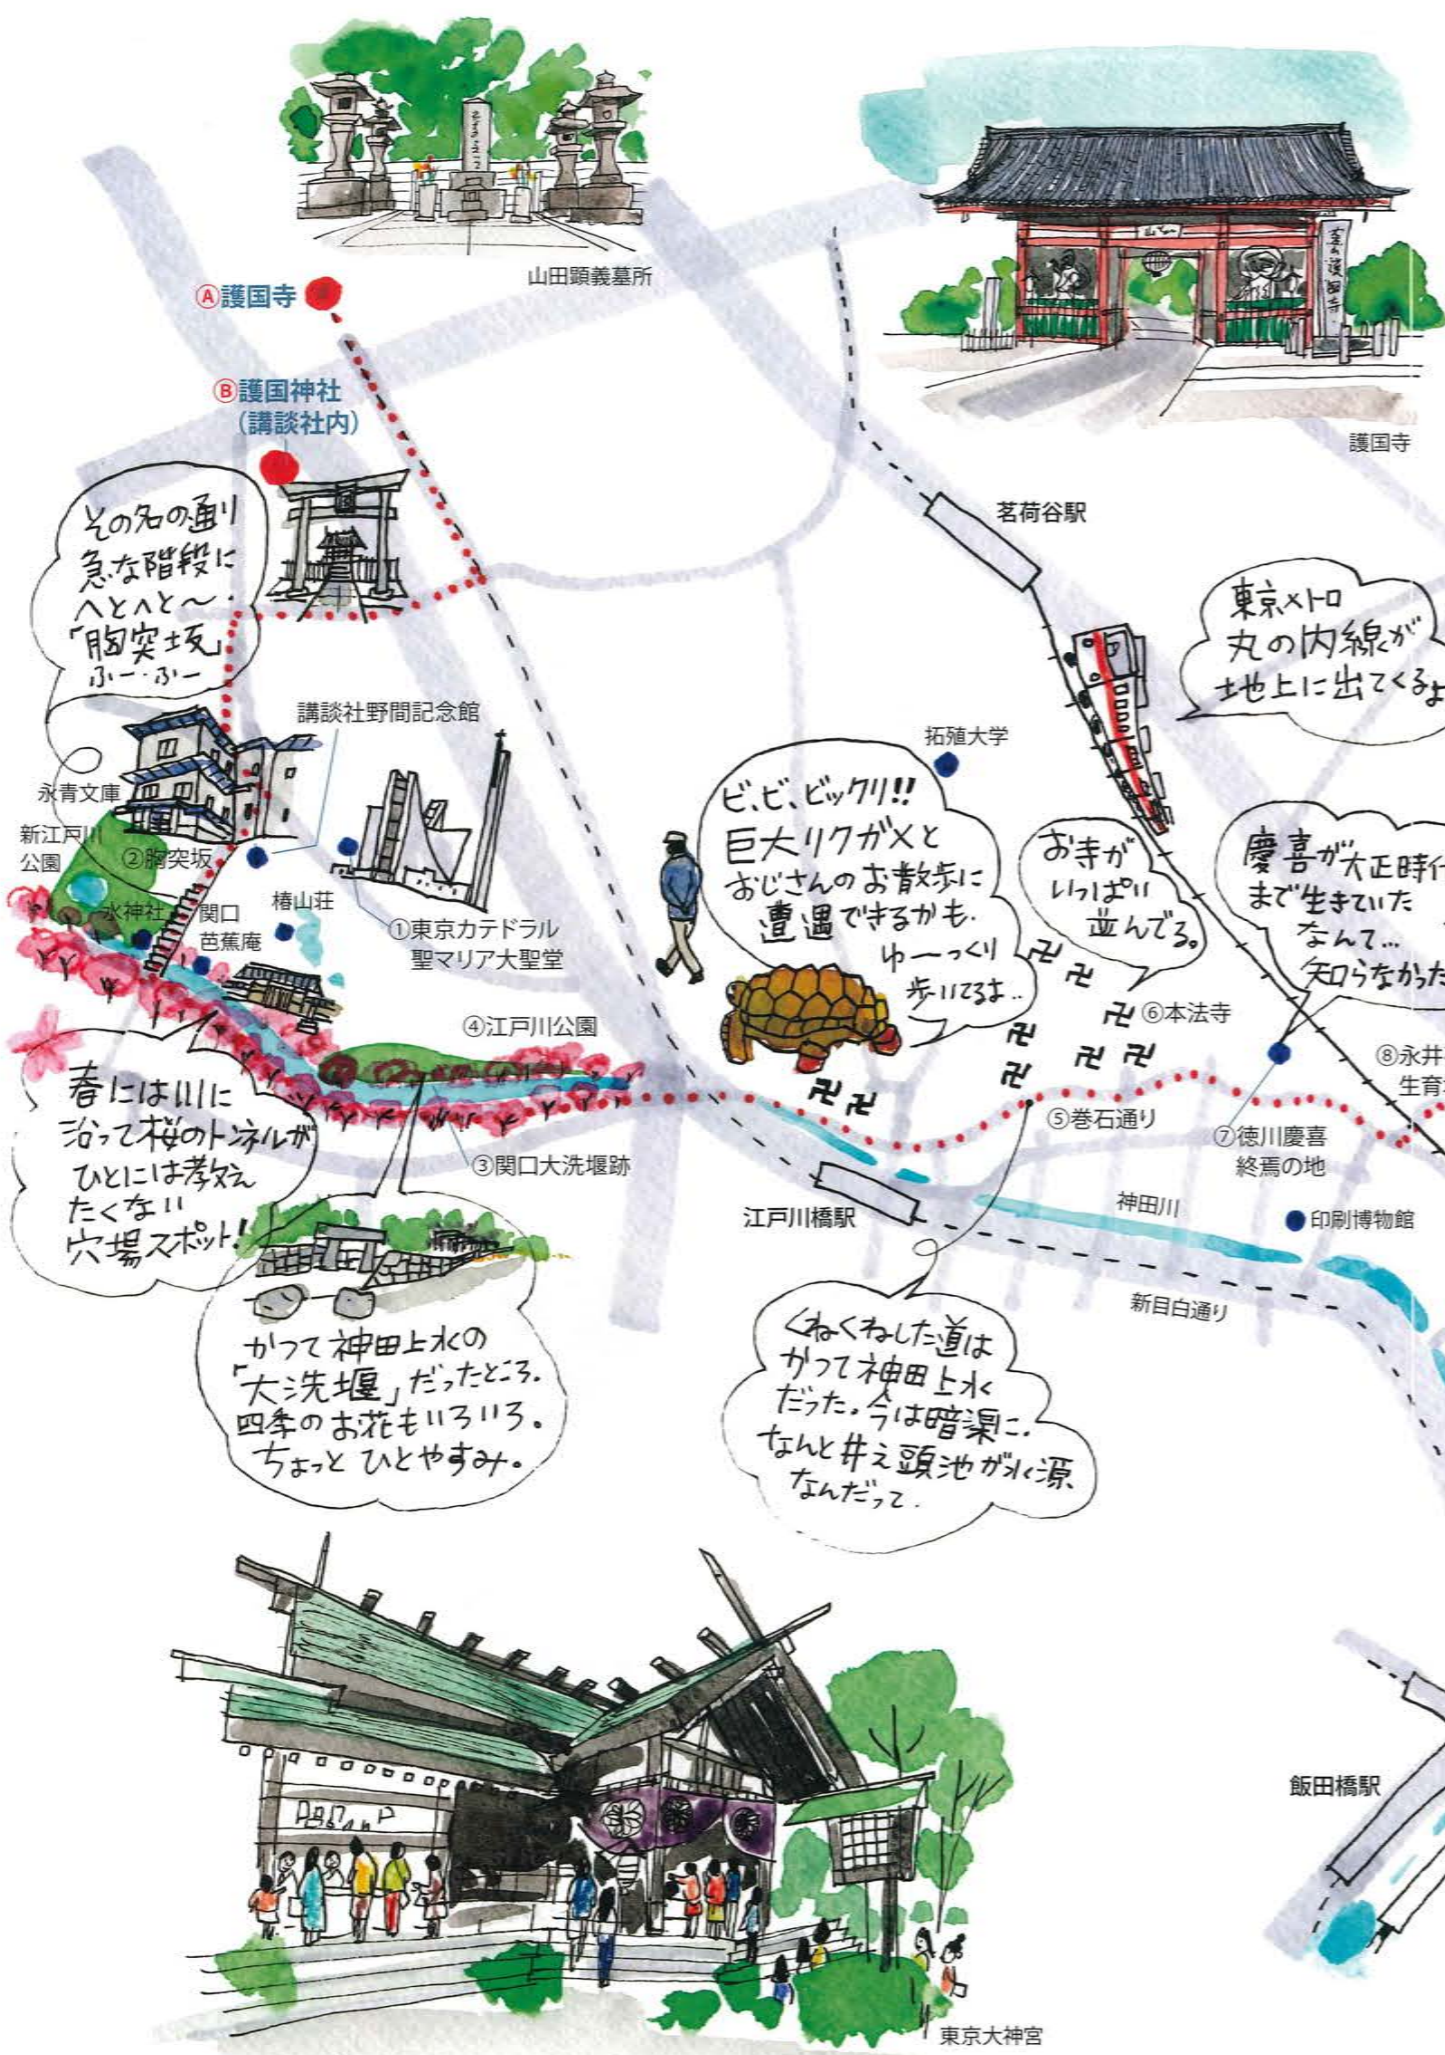 山田顕義墓所
護国寺
Ⓐ護国寺
Ⓑ護国神社
（講談社内）
茗荷谷駅
その名の通り
急な階段に
へとへと〜.
「胸突坂」
ふー・ふー
東京メトロ
丸の内線が
地上に出てくるよ
講談社野間記念館
拓殖大学
永青文庫
新江戸川
公園
②胸突坂
水神社
関口
芭蕉庵
椿山荘
①東京カテドラル
聖マリア大聖堂
ビ、ビ、ビックリ!!
巨大リクガメと
おじさんのお散歩に
遭遇できるかも.
ゆーっくり
歩いてるよ..
お寺が
いっぱい
並んでる。
慶喜が大正時
まで生きていた
なんて...
知らなかった
④江戸川公園
卍 卍
卍 卍
卍 卍 卍
卍
卍 卍
⑥本法寺
⑧永井
生育
⑤巻石通り
⑦徳川慶喜
終焉の地
春には川に
沿って桜のトンネルが
ひとには教え
たくない
穴場スポット!
③関口大洗堰跡
江戸川橋駅
神田川
印刷博物館
新目白通り
かつて神田上水の
「大洗堰」だったところ.
四季のお花もいろいろ。
ちょっとひとやすみ。
くねくねした道は
かつて神田上水
だった。今は暗渠に.
なんと井之頭池が水源
なんだって.
飯田橋駅
東京大神宮